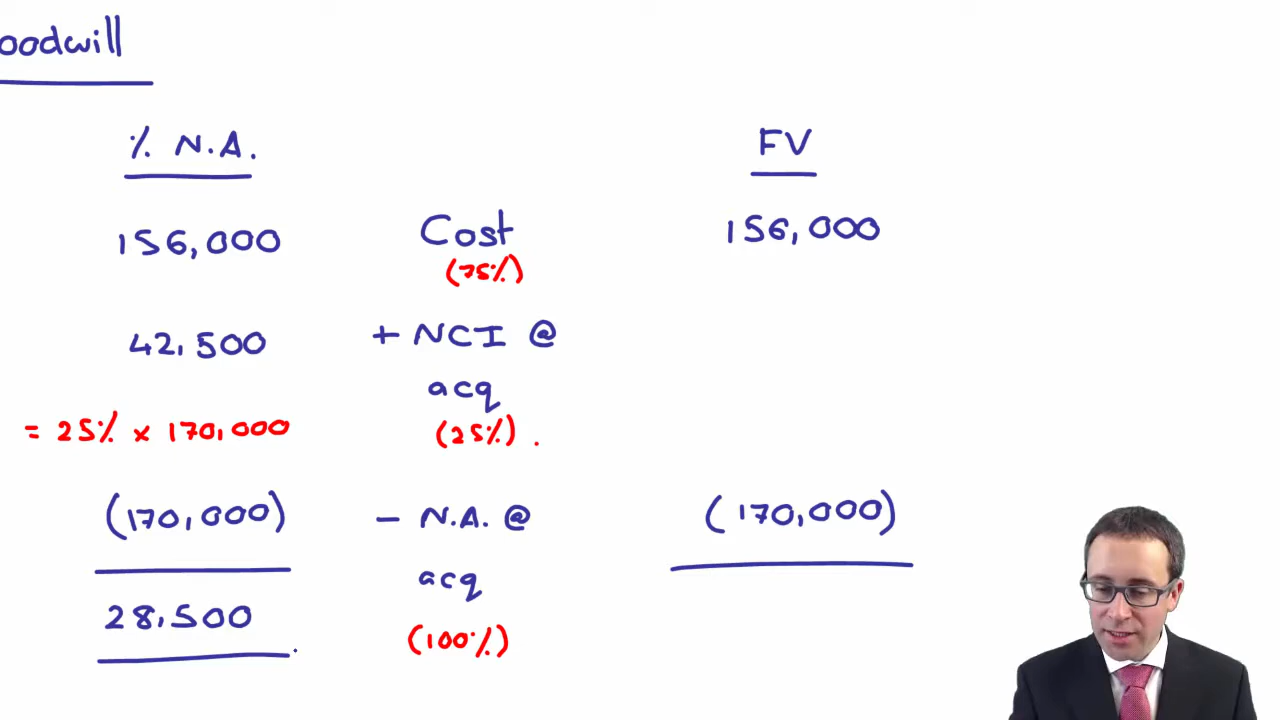 oodwill
% N.A. FV
156,000 Cost 156,000
(75%)
42,500 + NCI @
acq
= 25% x 170,000 (25%).
(170,000) - N.A. @ (170,000)
acq
28,500
(100%)